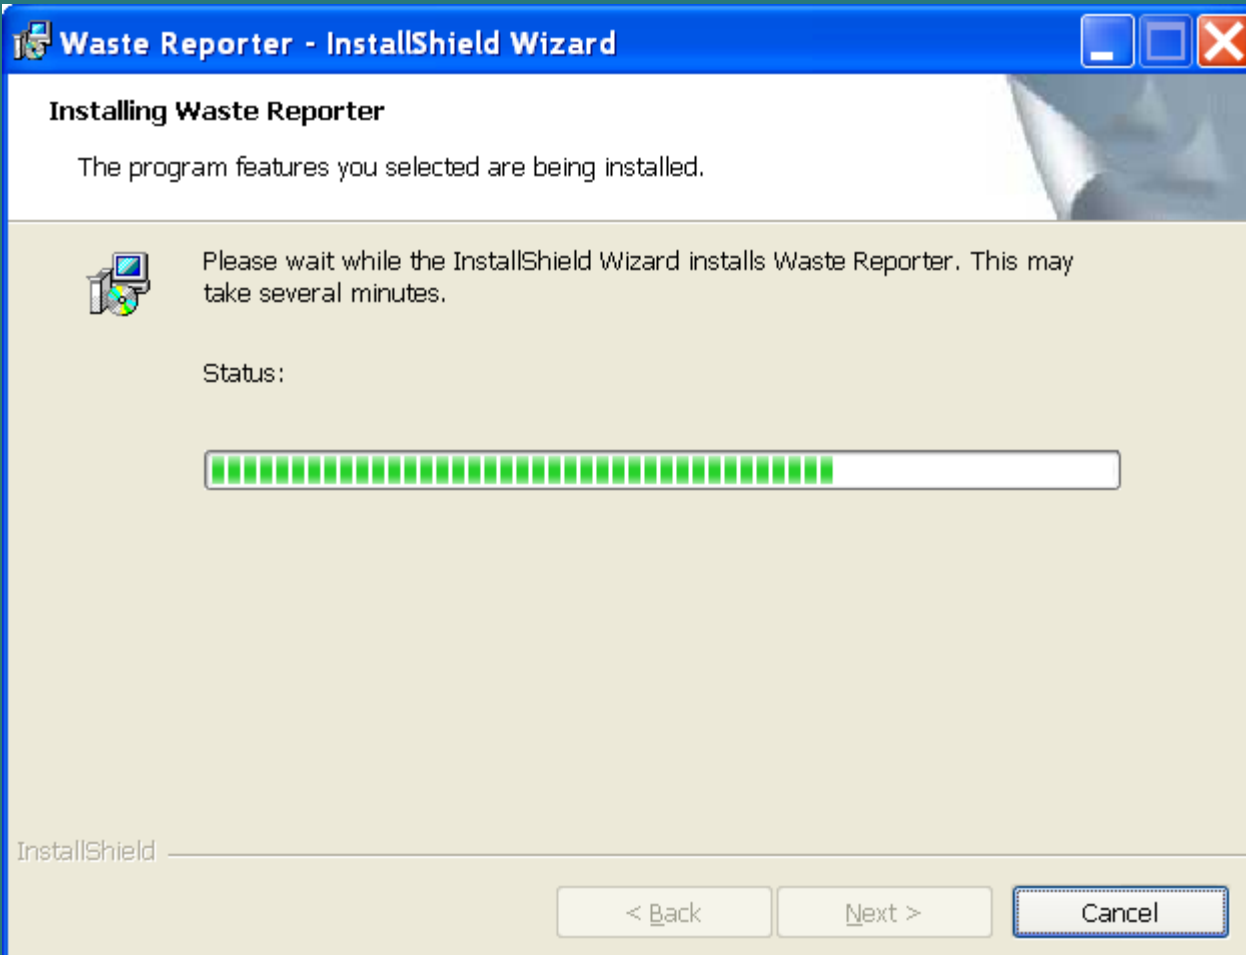 Waste Reporter - InstallShield Wizard
Installing Waste Reporter
The program features you selected are being installed.
Please wait while the InstallShield Wizard installs Waste Reporter. This may
take several minutes.
Status:
InstallShield
< Back
Next >
Cancel